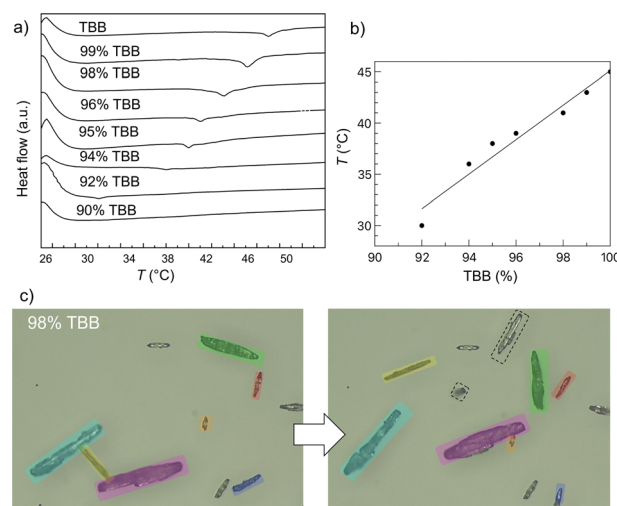 a)
TBB
99% TBB
98% TBB
96% TBB
95% TBB
94% TBB
92% TBB
90% TBB
Heat flow (a.u.)
26 30 34 38 42 46 50
T (°C)
b)
45
40
35
30
T (°C)
90 92 94 96 98 100
TBB (%)
c)
98% TBB